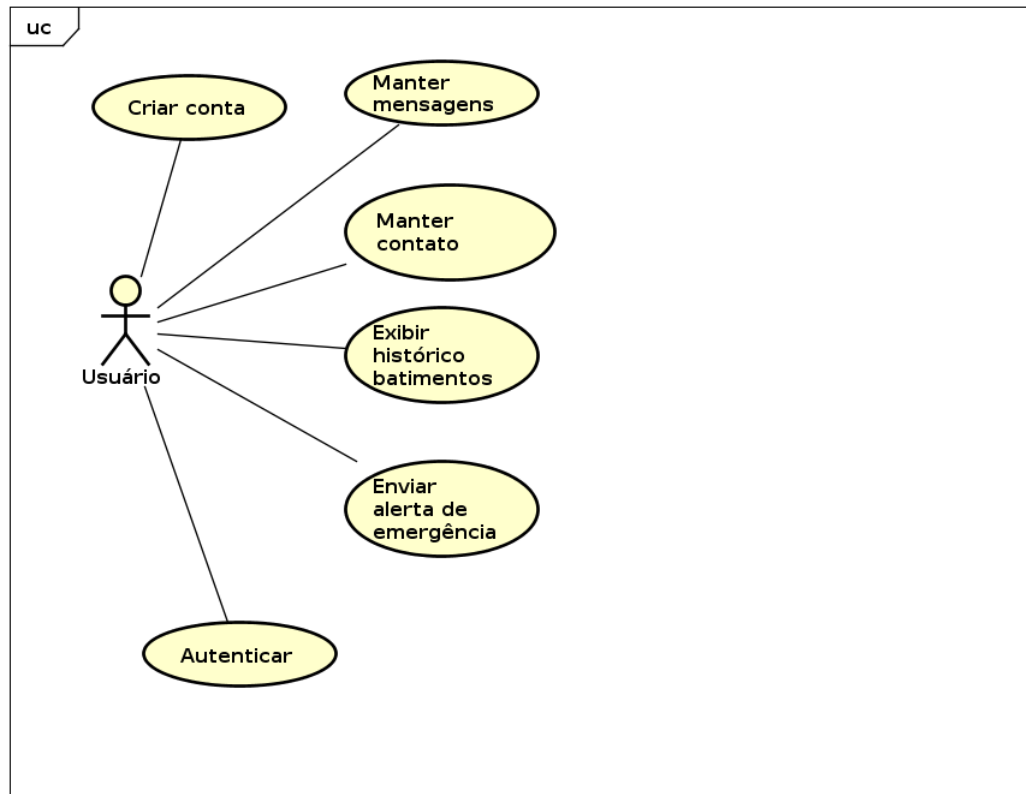 uc
Criar conta
Manter
mensagens
Manter
contato
Exibir
histórico
batimentos
Usuário
Enviar
alerta de
emergência
Autenticar